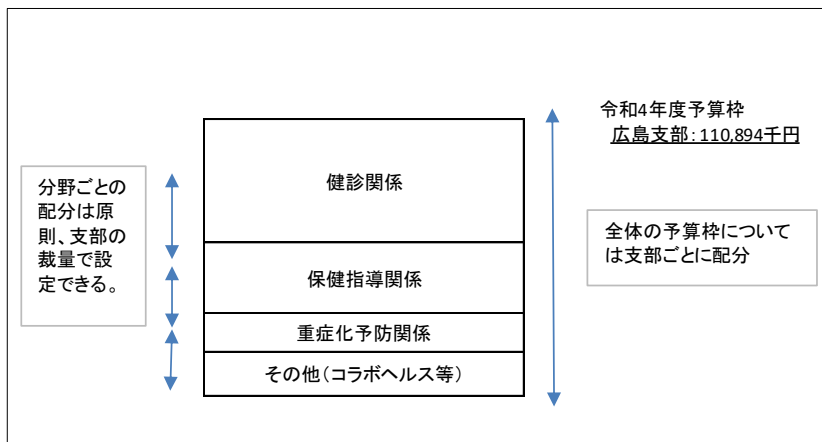 令和4年度予算枠
広島支部：110,894千円
健診関係
分野ごとの
配分は原
則、支部の
裁量で設
定できる。
全体の予算枠について
は支部ごとに配分
保健指導関係
重症化予防関係
その他（コラボヘルス等）